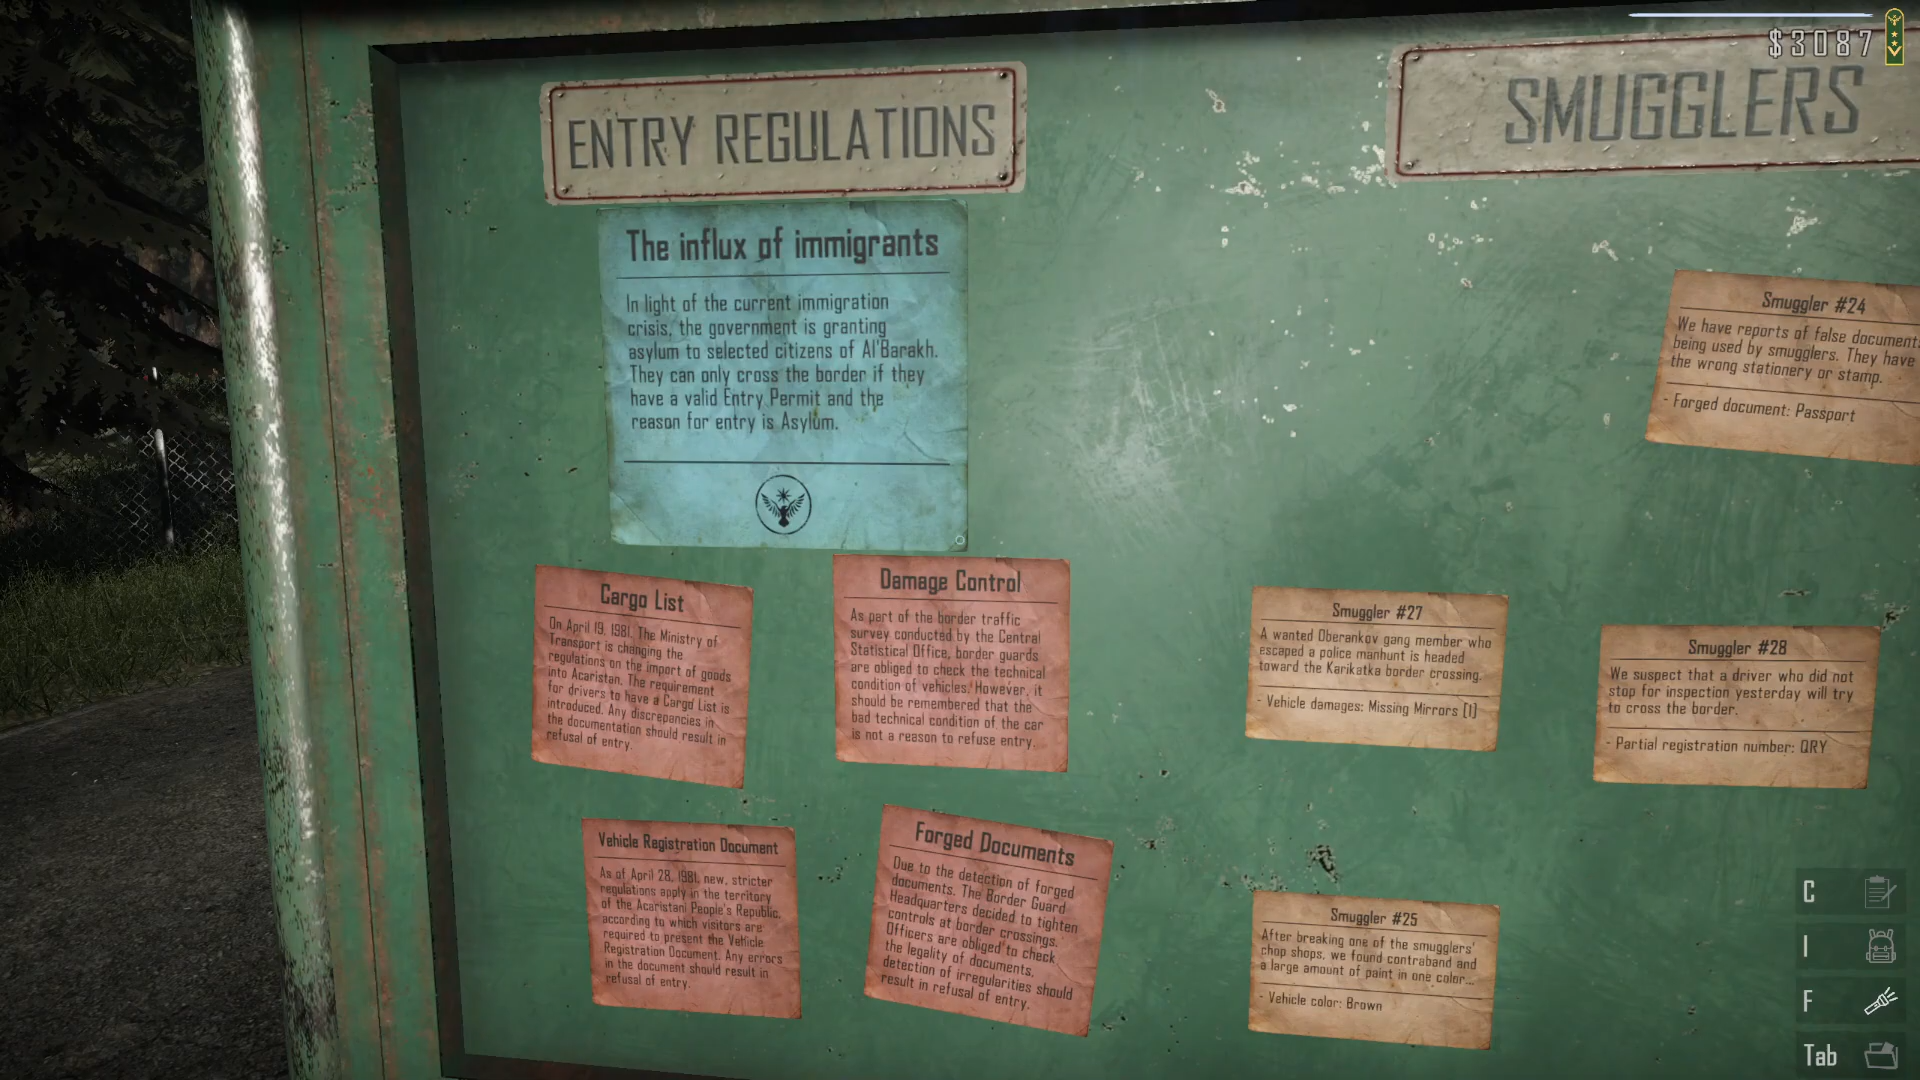 $3087
ENTRY REGULATIONS
SMUGGLERS
The influx of immigrants
In light of the current immigration
crisis, the government is granting
asylum to selected citizens of Al'Barakh.
They can only cross the border if they
have a valid Entry Permit and the
reason for entry is Asylum.
Cargo List
On April 19, 1981, The Ministry of
Transport is changing the
regulations on the import of goods
into Acaristan. The requirement
for drivers to have a Cargo List is
introduced. Any discrepancies in
the documentation should result in
refusal of entry.
Damage Control
As part of the border traffic
survey conducted by the Central
Statistical Office, border guards
are obliged to check the technical
condition of vehicles. However, it
should be remembered that the
bad technical condition of the car
is not a reason to refuse entry.
Vehicle Registration Document
As of April 28, 1981, new, stricter
regulations apply in the territory
of the Acaristani People's Republic,
according to which visitors are
required to present the Vehicle
Registration Document. Any errors
in the document should result in
refusal of entry.
Forged Documents
Due to the detection of forged
documents, The Border Guard
Headquarters decided to tighten
controls at border crossings.
Officers are obliged to check
the legality of documents,
detection of irregularities should
result in refusal of entry.
Smuggler #24
We have reports of false documents
being used by smugglers. They have
the wrong stationery or stamp.
- Forged document: Passport
Smuggler #27
A wanted Oberankov gang member who
escaped a police manhunt is headed
toward the Karikatka border crossing.
- Vehicle damages: Missing Mirrors [1]
Smuggler #28
We suspect that a driver who did not
stop for inspection yesterday will try
to cross the border.
- Partial registration number: QRY
Smuggler #25
After breaking one of the smugglers'
chop shops, we found contraband and
a large amount of paint in one color...
- Vehicle color: Brown
C
I
F
Tab